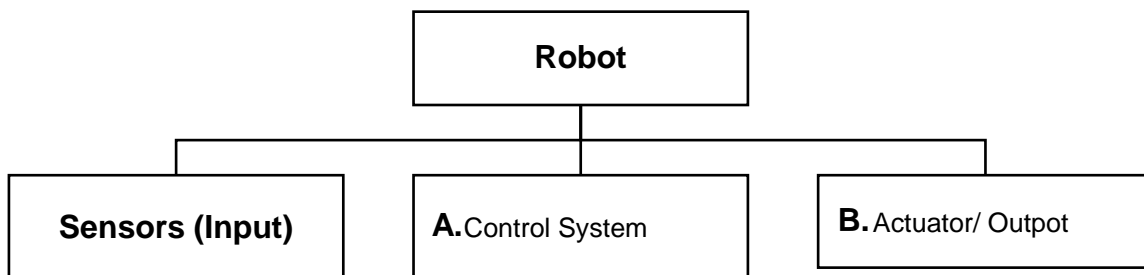 Robot
Sensors (Input)
A.Control System
B.Actuator/ Outpot